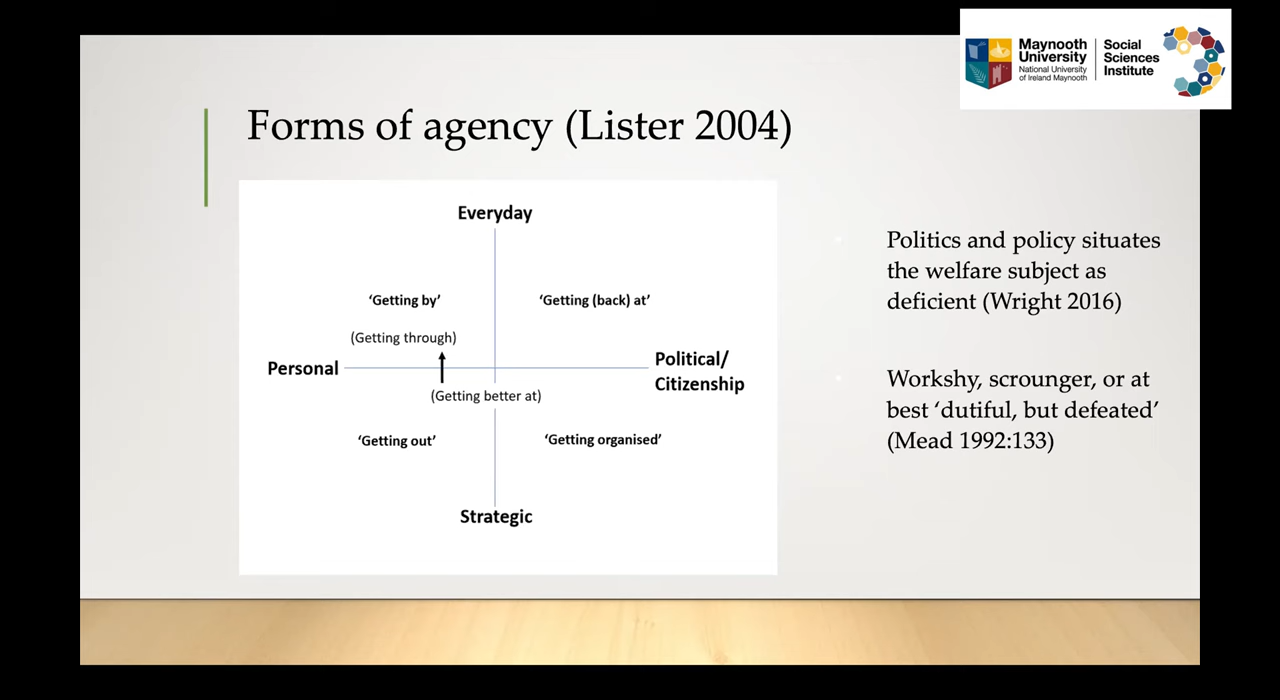 Maynooth
University
National University
of Ireland Maynooth
Social
Sciences
Institute
Forms of agency (Lister 2004)
Everyday
‘Getting by’
‘Getting (back) at’
(Getting through)
Personal
Political/
Citizenship
(Getting better at)
‘Getting out’
‘Getting organised’
Strategic
Politics and policy situates
the welfare subject as
deficient (Wright 2016)
Workshy, scrounger, or at
best ‘dutiful, but defeated’
(Mead 1992:133)